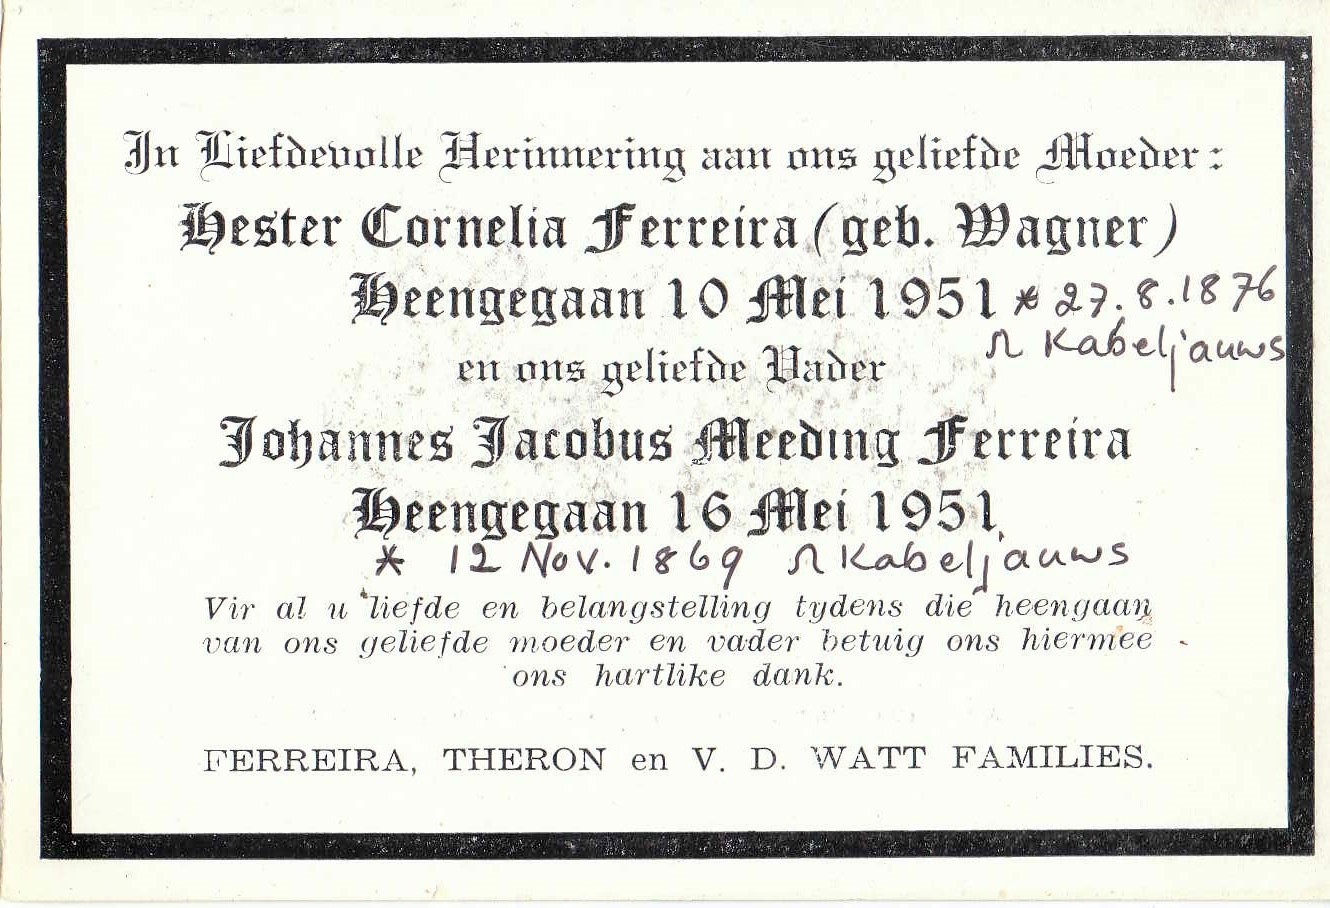 In Liefdevolle Herinnering aan ons geliefde Moeder:
Hester Cornelia Ferreira (geb. Wagner)
Heengegaan 10 Mei 1951 * 27.8.1876
Ω Kabeljauws
en ons geliefde Vader
Johannes Jacobus Meeding Ferreira
Heengegaan 16 Mei 1951
* 12 Nov. 1869 Ω Kabeljauws
Vir al u liefde en belangstelling tydens die heengaan
van ons geliefde moeder en vader betuig ons hiermee
ons hartlike dank.
FERREIRA, THERON en V. D. WATT FAMILIES.